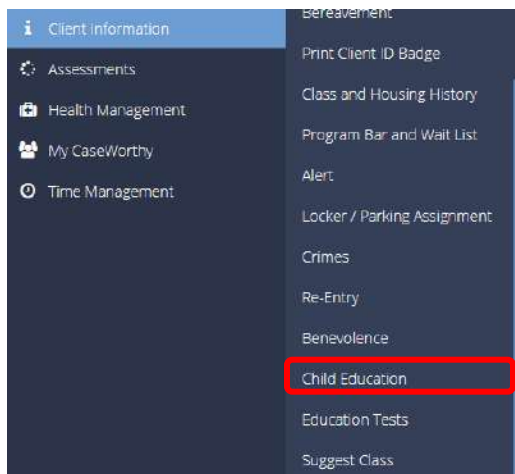 Client Information
Assessments
Health Management
My CaseWorthy
Time Management
Bereavement
Print Client ID Badge
Class and Housing History
Program Bar and Wait List
Alert
Locker / Parking Assignment
Crimes
Re-Entry
Benevolence
Child Education
Education Tests
Suggest Class